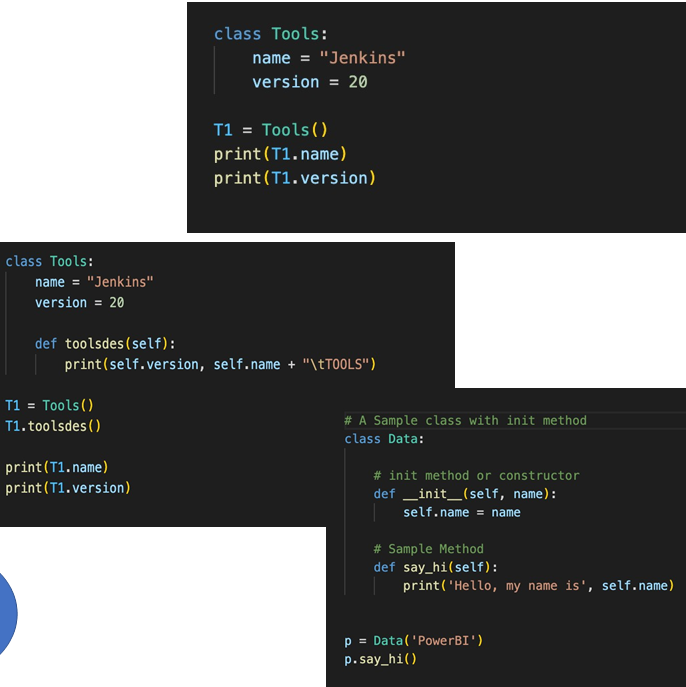 class Tools:
    name = "Jenkins"
    version = 20

T1 = Tools()
print(T1.name)
print(T1.version)

class Tools:
    name = "Jenkins"
    version = 20

    def toolsdes(self):
        print(self.version, self.name + "\tTOOLS")

T1 = Tools()
T1.toolsdes()

print(T1.name)
print(T1.version)

# A Sample class with init method
class Data:

    # init method or constructor
    def __init__(self, name):
        self.name = name

    # Sample Method
    def say_hi(self):
        print('Hello, my name is', self.name)


p = Data('PowerBI')
p.say_hi()